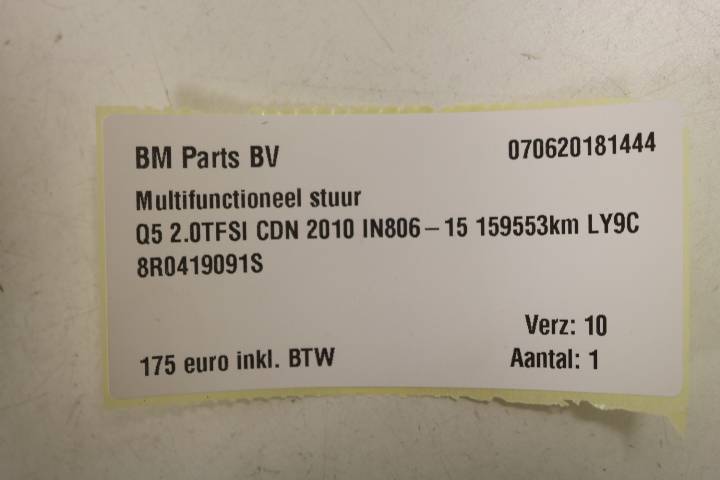 BM Parts BV 070620181444
Multifunctioneel stuur
Q5 2.0TFSI CDN 2010 IN806-15 159553km LY9C
8R0419091S
Verz: 10
175 euro inkl. BTW Aantal: 1